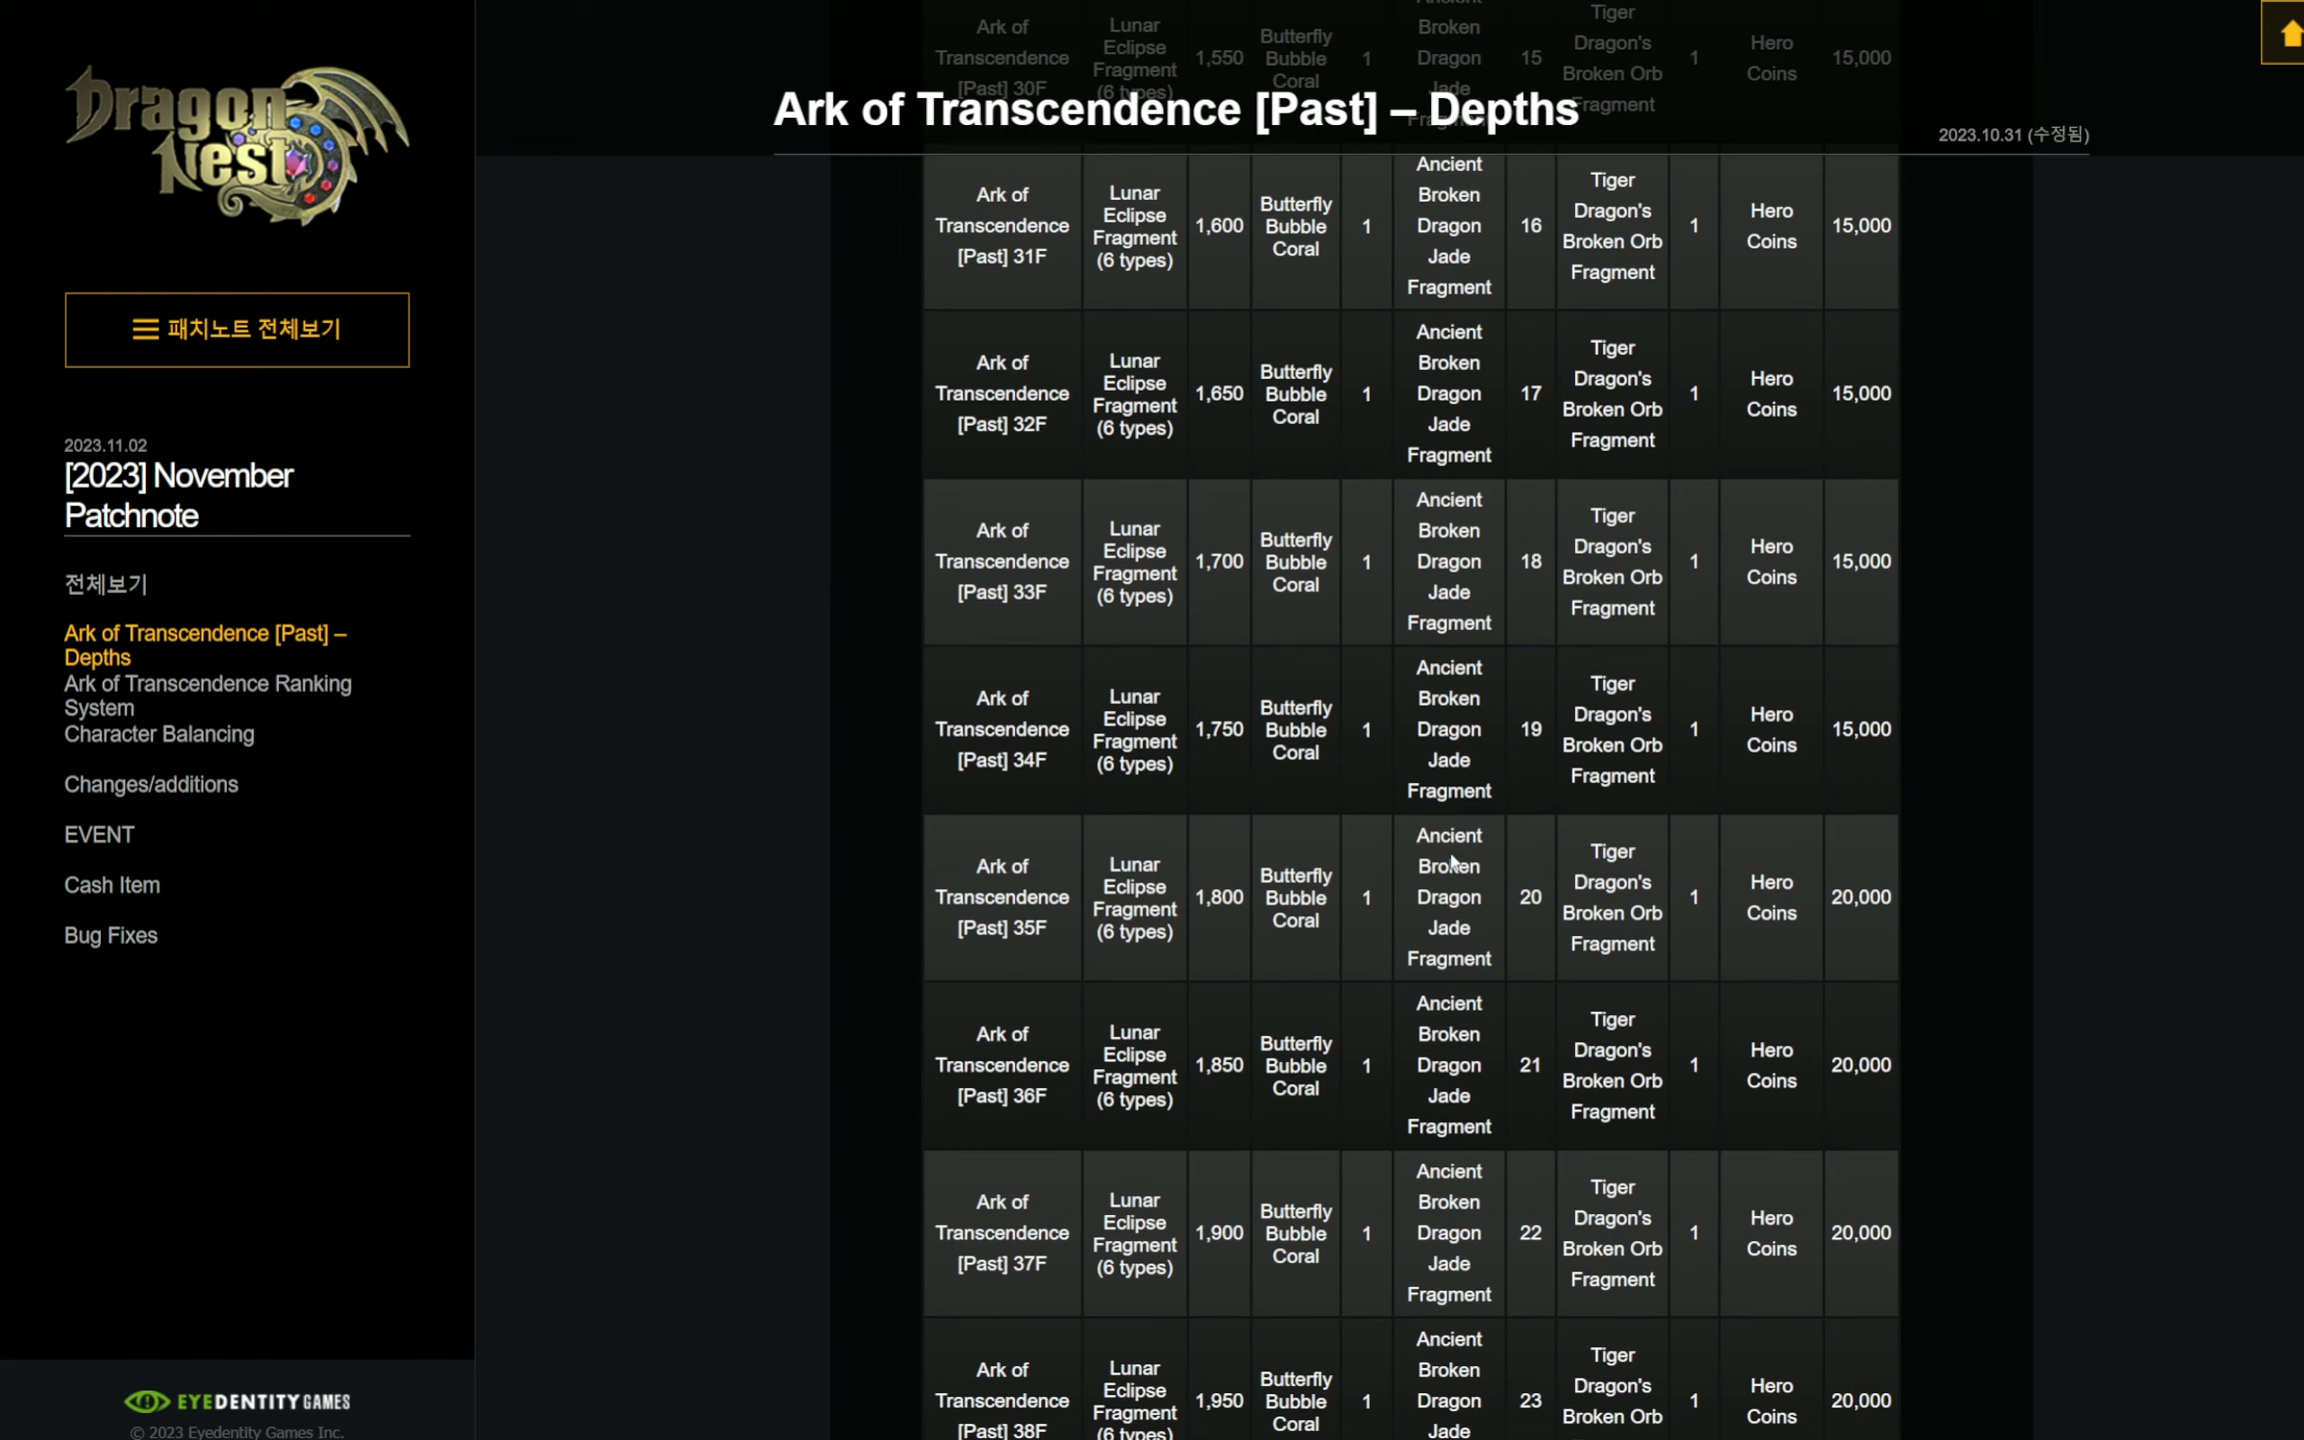 Dragon
Nest
패치노트 전체보기
2023.11.02
[2023] November
Patchnote
전체보기
Ark of Transcendence [Past] –
Depths
Ark of Transcendence Ranking
System
Character Balancing
Changes/additions
EVENT
Cash Item
Bug Fixes
EYEDENTITY GAMES
© 2023 Eyedentity Games Inc.
Ark of Transcendence [Past] – Depths
2023.10.31 (수정됨)
Ark of
Transcendence
[Past] 30F
Lunar
Eclipse
Fragment
(6 types)
1,550
Butterfly
Bubble
Coral
1
Broken
Dragon
Jade
15
Tiger
Dragon's
Broken Orb
Fragment
1
Hero
Coins
15,000
Ark of
Transcendence
[Past] 31F
Lunar
Eclipse
Fragment
(6 types)
1,600
Butterfly
Bubble
Coral
1
Ancient
Broken
Dragon
Jade
Fragment
16
Tiger
Dragon's
Broken Orb
Fragment
1
Hero
Coins
15,000
Ark of
Transcendence
[Past] 32F
Lunar
Eclipse
Fragment
(6 types)
1,650
Butterfly
Bubble
Coral
1
Ancient
Broken
Dragon
Jade
Fragment
17
Tiger
Dragon's
Broken Orb
Fragment
1
Hero
Coins
15,000
Ark of
Transcendence
[Past] 33F
Lunar
Eclipse
Fragment
(6 types)
1,700
Butterfly
Bubble
Coral
1
Ancient
Broken
Dragon
Jade
Fragment
18
Tiger
Dragon's
Broken Orb
Fragment
1
Hero
Coins
15,000
Ark of
Transcendence
[Past] 34F
Lunar
Eclipse
Fragment
(6 types)
1,750
Butterfly
Bubble
Coral
1
Ancient
Broken
Dragon
Jade
Fragment
19
Tiger
Dragon's
Broken Orb
Fragment
1
Hero
Coins
15,000
Ark of
Transcendence
[Past] 35F
Lunar
Eclipse
Fragment
(6 types)
1,800
Butterfly
Bubble
Coral
1
Ancient
Broken
Dragon
Jade
Fragment
20
Tiger
Dragon's
Broken Orb
Fragment
1
Hero
Coins
20,000
Ark of
Transcendence
[Past] 36F
Lunar
Eclipse
Fragment
(6 types)
1,850
Butterfly
Bubble
Coral
1
Ancient
Broken
Dragon
Jade
Fragment
21
Tiger
Dragon's
Broken Orb
Fragment
1
Hero
Coins
20,000
Ark of
Transcendence
[Past] 37F
Lunar
Eclipse
Fragment
(6 types)
1,900
Butterfly
Bubble
Coral
1
Ancient
Broken
Dragon
Jade
Fragment
22
Tiger
Dragon's
Broken Orb
Fragment
1
Hero
Coins
20,000
Ark of
Transcendence
[Past] 38F
Lunar
Eclipse
Fragment
(6 types)
1,950
Butterfly
Bubble
Coral
1
Ancient
Broken
Dragon
Jade
23
Tiger
Dragon's
Broken Orb
1
Hero
Coins
20,000